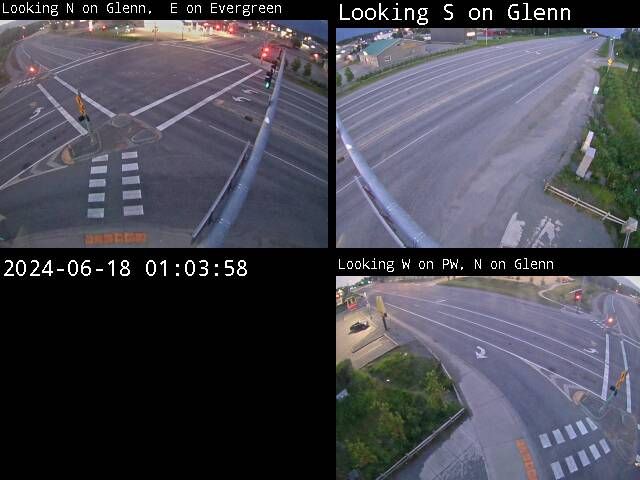 Looking N on Glenn, E on Evergreen
Looking S on Glenn
2024-06-18 01:03:58
Looking W on PW, N on Glenn